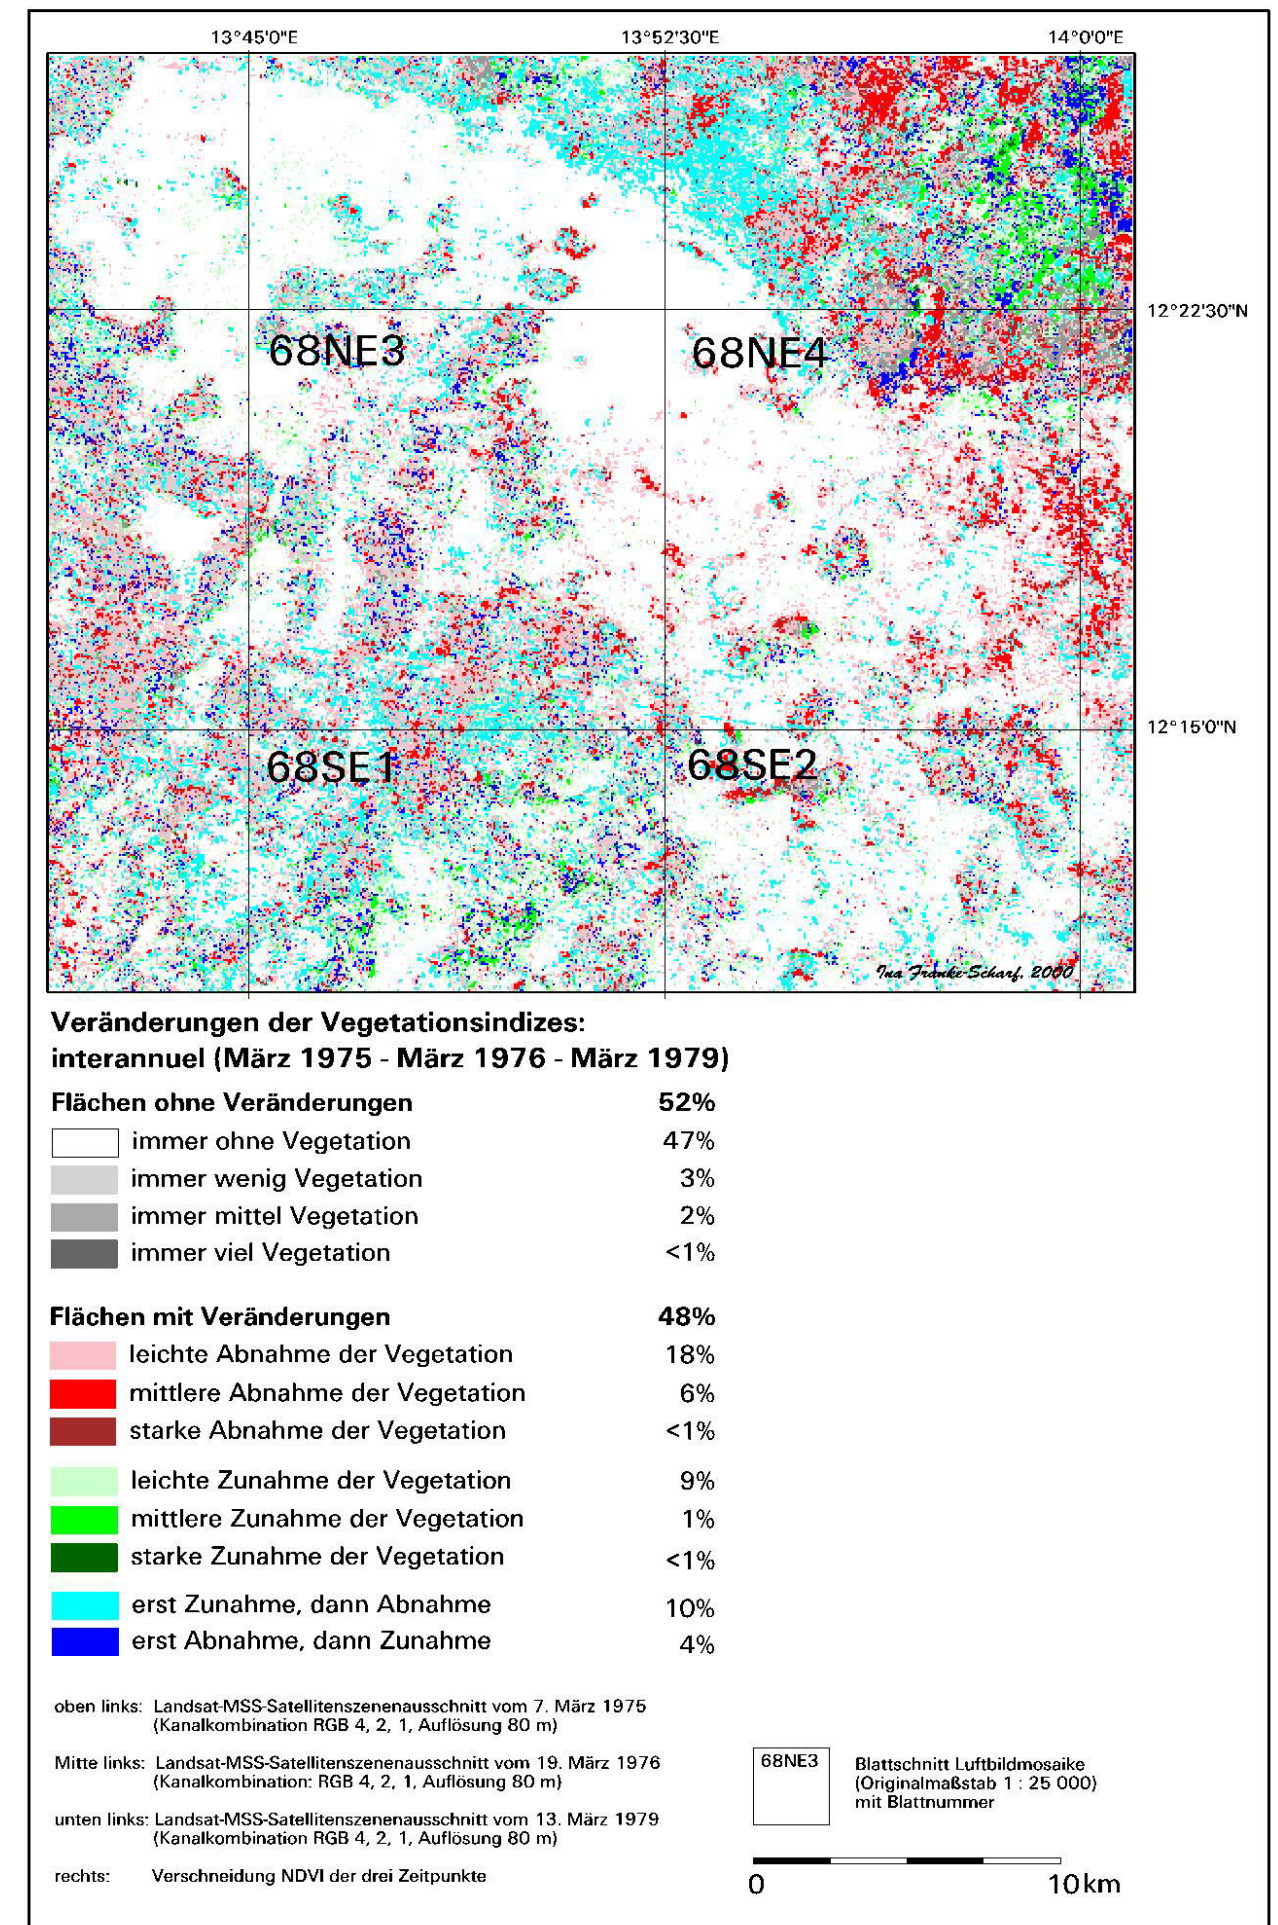 13°45'0"E 13°52'30"E 14°0'0"E
12°22'30"N
68NE3 68NE4
12°15'0"N
68SE1 68SE2
Ina Franke-Scharf, 2000
Veränderungen der Vegetationsindizes:
interannuel (März 1975 - März 1976 - März 1979)
Flächen ohne Veränderungen 52%
immer ohne Vegetation 47%
immer wenig Vegetation 3%
immer mittel Vegetation 2%
immer viel Vegetation <1%
Flächen mit Veränderungen 48%
leichte Abnahme der Vegetation 18%
mittlere Abnahme der Vegetation 6%
starke Abnahme der Vegetation <1%
leichte Zunahme der Vegetation 9%
mittlere Zunahme der Vegetation 1%
starke Zunahme der Vegetation <1%
erst Zunahme, dann Abnahme 10%
erst Abnahme, dann Zunahme 4%
oben links: Landsat-MSS-Satellitenszenenausschnitt vom 7. März 1975
(Kanalkombination RGB 4, 2, 1, Auflösung 80 m)
Mitte links: Landsat-MSS-Satellitenszenenausschnitt vom 19. März 1976
(Kanalkombination: RGB 4, 2, 1, Auflösung 80 m)
unten links: Landsat-MSS-Satellitenszenenausschnitt vom 13. März 1979
(Kanalkombination RGB 4, 2, 1, Auflösung 80 m)
rechts: Verschneidung NDVI der drei Zeitpunkte
68NE3 Blattschnitt Luftbildmosaike
(Originalmaßstab 1 : 25 000)
mit Blattnummer
0 10 km